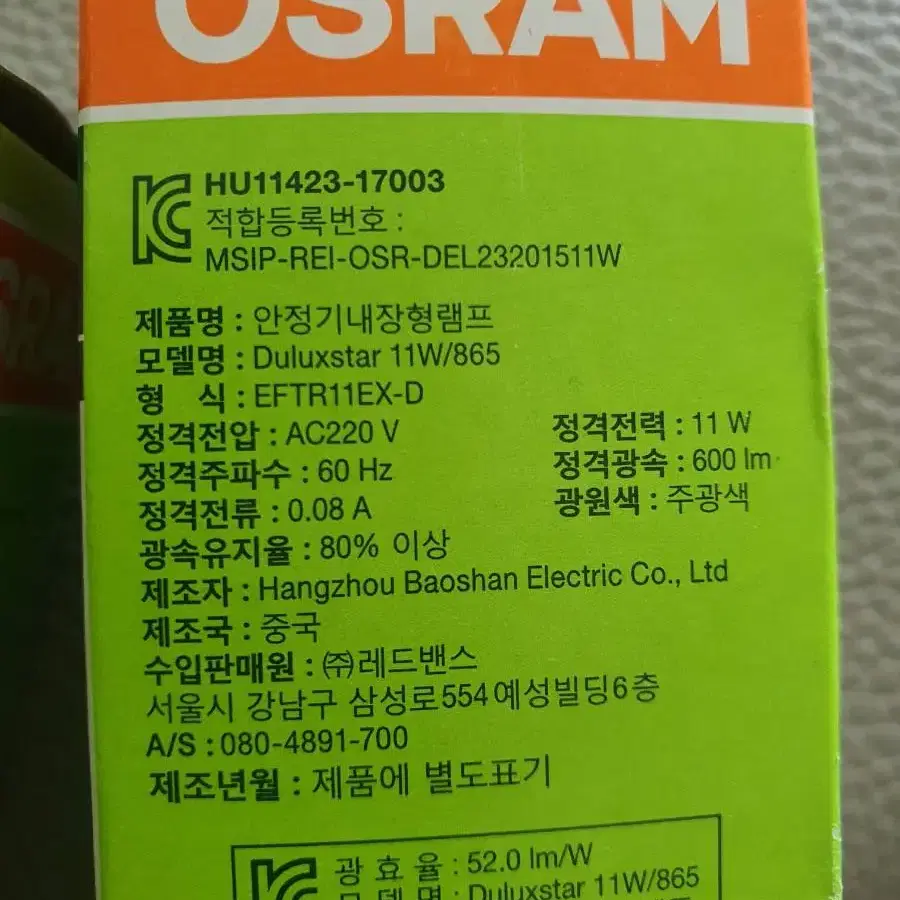 OSRAM
HU11423-17003
적합등록번호 :
MSIP-REI-OSR-DEL23201511W
제품명 : 안정기내장형램프
모델명 : Duluxstar 11W/865
형 식 : EFTR11EX-D
정격전압 : AC220 V 정격전력 : 11 W
정격주파수 : 60 Hz 정격광속 : 600 lm
정격전류 : 0.08 A 광원색 : 주광색
광속유지율 : 80% 이상
제조자 : Hangzhou Baoshan Electric Co., Ltd
제조국 : 중국
수입판매원 : ㈜레드밴스
서울시 강남구 삼성로554예성빌딩6층
A/S : 080-4891-700
제조년월 : 제품에 별도표기
광 효 율 : 52.0 lm/W
모 델 명 : Duluxstar 11W/865